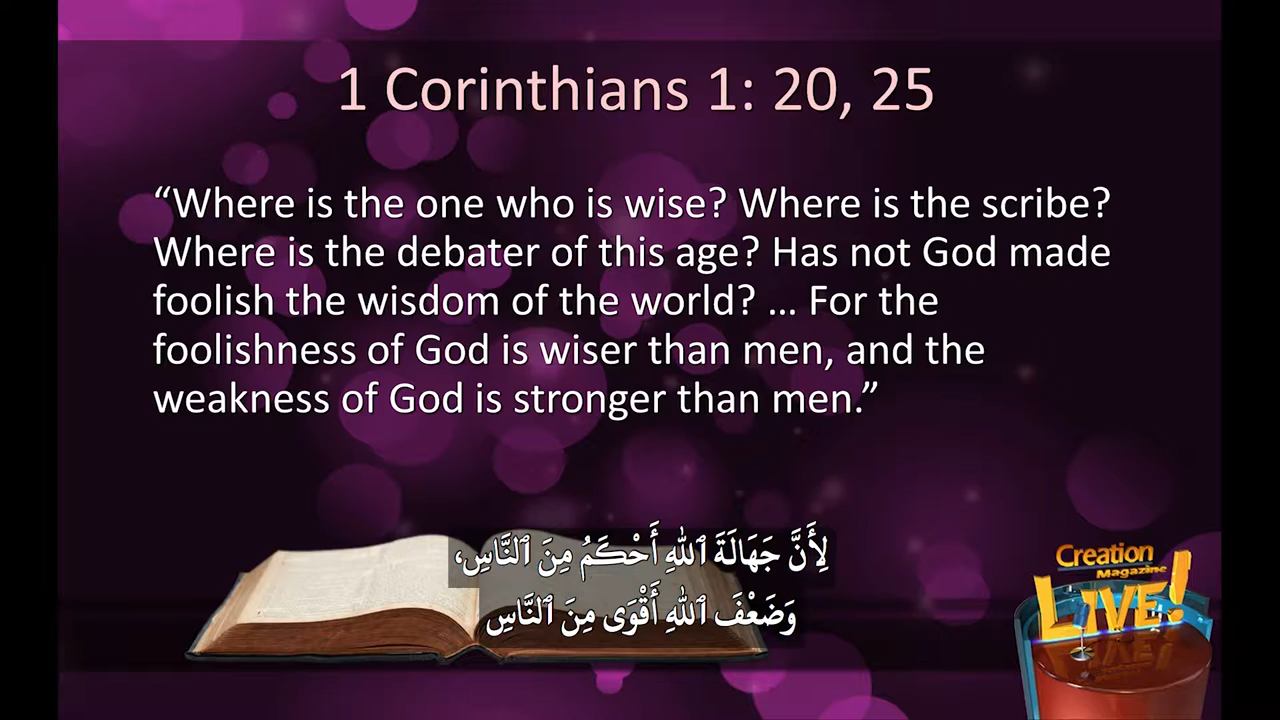 1 Corinthians 1: 20, 25
“Where is the one who is wise? Where is the scribe?
Where is the debater of this age? Has not God made
foolish the wisdom of the world? ... For the
foolishness of God is wiser than men, and the
weakness of God is stronger than men.”
لِأَنَّ جَهَالَةَ ٱللهِ أَحْكَمُ مِنَ ٱلنَّاسِ،
وَضَعْفَ ٱللهِ أَقْوَى مِنَ ٱلنَّاسِ
Creation
Magazine
LIVE!